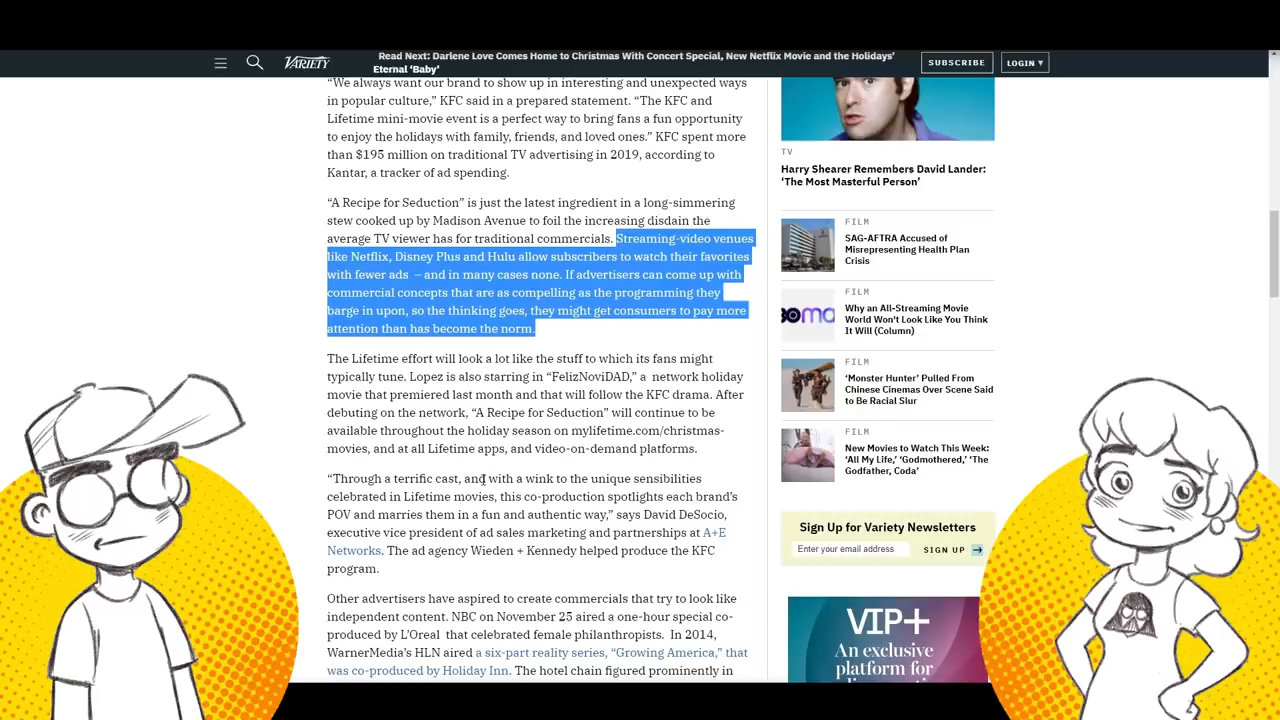 Read Next: Darlene Love Comes Home to Christmas With Concert Special, New Netflix Movie and the Holidays'
Eternal 'Baby'
VARIETY
SUBSCRIBE
LOGIN ▾
"We always want our brand to show up in interesting and unexpected ways
in popular culture," KFC said in a prepared statement. "The KFC and
Lifetime mini-movie event is a perfect way to bring fans a fun opportunity
to enjoy the holidays with family, friends, and loved ones." KFC spent more
than $195 million on traditional TV advertising in 2019, according to
Kantar, a tracker of ad spending.
"A Recipe for Seduction" is just the latest ingredient in a long-simmering
stew cooked up by Madison Avenue to foil the increasing disdain the
average TV viewer has for traditional commercials. Streaming-video venues
like Netflix, Disney Plus and Hulu allow subscribers to watch their favorites
with fewer ads – and in many cases none. If advertisers can come up with
commercial concepts that are as compelling as the programming they
barge in upon, so the thinking goes, they might get consumers to pay more
attention than has become the norm.
The Lifetime effort will look a lot like the stuff to which its fans might
typically tune. Lopez is also starring in "FelizNoviDAD," a network holiday
movie that premiered last month and that will follow the KFC drama. After
debuting on the network, "A Recipe for Seduction" will continue to be
available throughout the holiday season on mylifetime.com/christmas-
movies, and at all Lifetime apps, and video-on-demand platforms.
"Through a terrific cast, and with a wink to the unique sensibilities
celebrated in Lifetime movies, this co-production spotlights each brand's
POV and marries them in a fun and authentic way," says David DeSocio,
executive vice president of ad sales marketing and partnerships at A+E
Networks. The ad agency Wieden + Kennedy helped produce the KFC
program.
Other advertisers have aspired to create commercials that try to look like
independent content. NBC on November 25 aired a one-hour special co-
produced by L'Oreal that celebrated female philanthropists. In 2014,
WarnerMedia's HLN aired a six-part reality series, "Growing America," that
was co-produced by Holiday Inn. The hotel chain figured prominently in
TV
Harry Shearer Remembers David Lander:
'The Most Masterful Person'
FILM
SAG-AFTRA Accused of
Misrepresenting Health Plan
Crisis
FILM
Why an All-Streaming Movie
World Won't Look Like You Think
It Will (Column)
FILM
'Monster Hunter' Pulled From
Chinese Cinemas Over Scene Said
to Be Racial Slur
FILM
New Movies to Watch This Week:
'All My Life,' 'Godmothered,' 'The
Godfather, Coda'
Sign Up for Variety Newsletters
Enter your email address
SIGN UP
VIP+
An exclusive
platform for